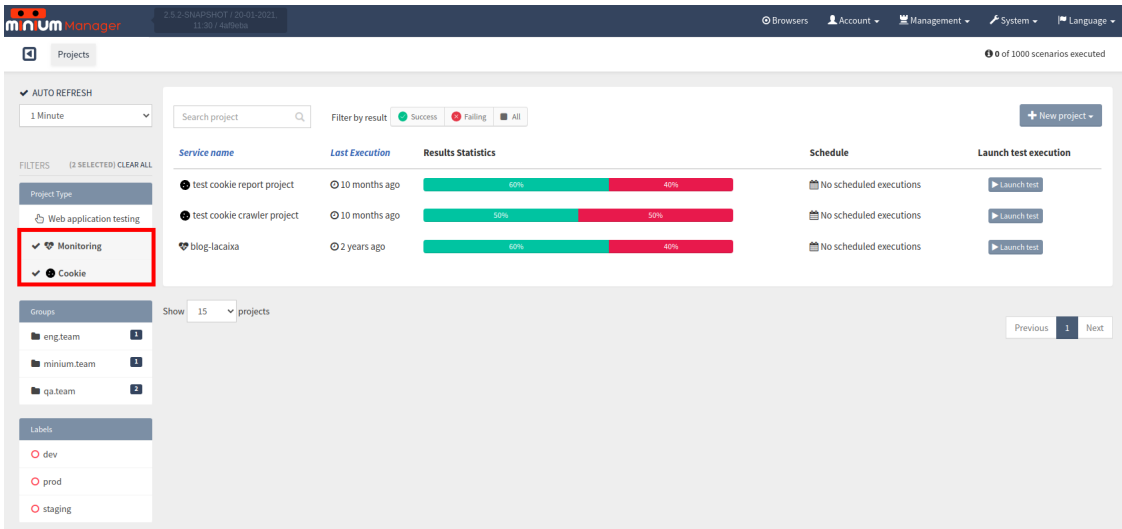 minium Manager
2.5.2-SNAPSHOT / 20-01-2021,
11:30 / 4af9eba
Browsers Account Management System Language
Projects
0 of 1000 scenarios executed
AUTO REFRESH
1 Minute
FILTERS (2 SELECTED) CLEAR ALL
Project Type
Web application testing
Monitoring
Cookie
Groups
eng.team 1
minium.team 1
qa.team 2
Labels
dev
prod
staging
Search project Filter by result Success Failing All New project
Service name Last Execution Results Statistics Schedule Launch test execution
test cookie report project 10 months ago 60% 40% No scheduled executions Launch test
test cookie crawler project 10 months ago 50% 50% No scheduled executions Launch test
blog-lacaixa 2 years ago 60% 40% No scheduled executions Launch test
Show 15 projects
Previous 1 Next